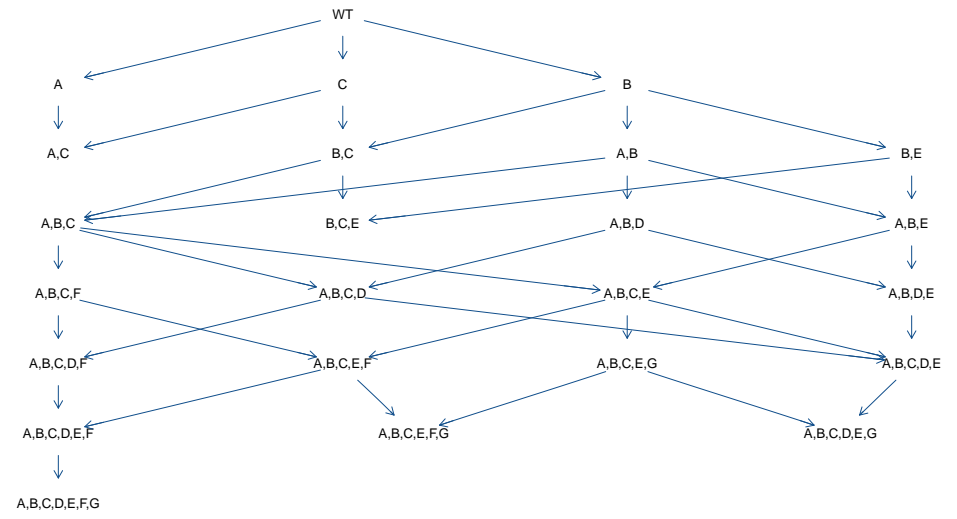 WT
A
C
B
A,C
B,C
A,B
B,E
A,B,C
B,C,E
A,B,D
A,B,E
A,B,C,F
A,B,C,D
A,B,C,E
A,B,D,E
A,B,C,D,F
A,B,C,E,F
A,B,C,E,G
A,B,C,D,E
A,B,C,D,E,F
A,B,C,E,F,G
A,B,C,D,E,G
A,B,C,D,E,F,G